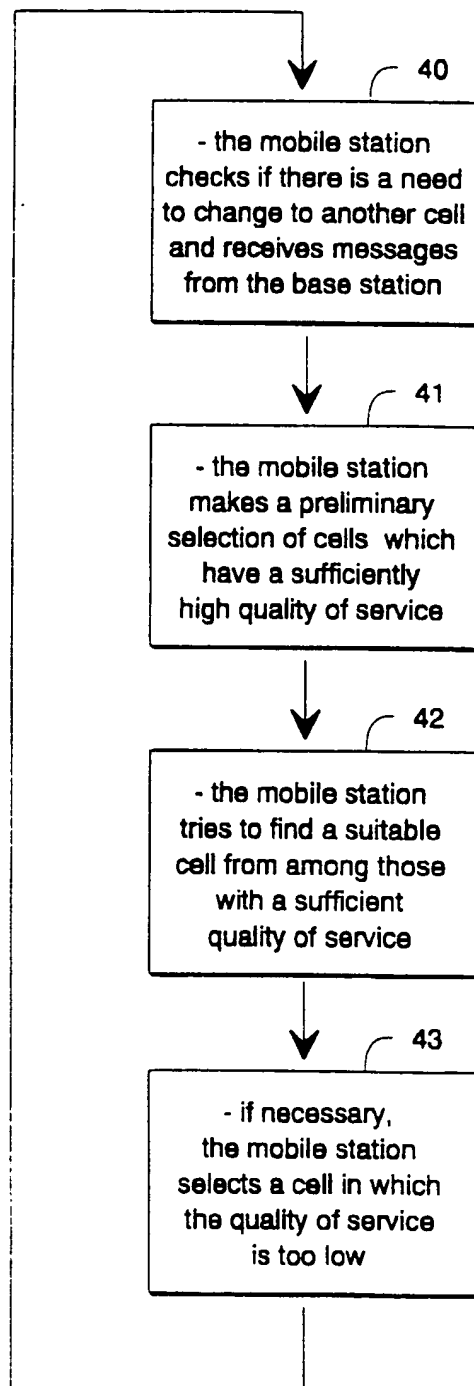 40
- the mobile station
checks if there is a need
to change to another cell
and receives messages
from the base station
41
- the mobile station
makes a preliminary
selection of cells which
have a sufficiently
high quality of service
42
- the mobile station
tries to find a suitable
cell from among those
with a sufficient
quality of service
43
- if necessary,
the mobile station
selects a cell in which
the quality of service
is too low